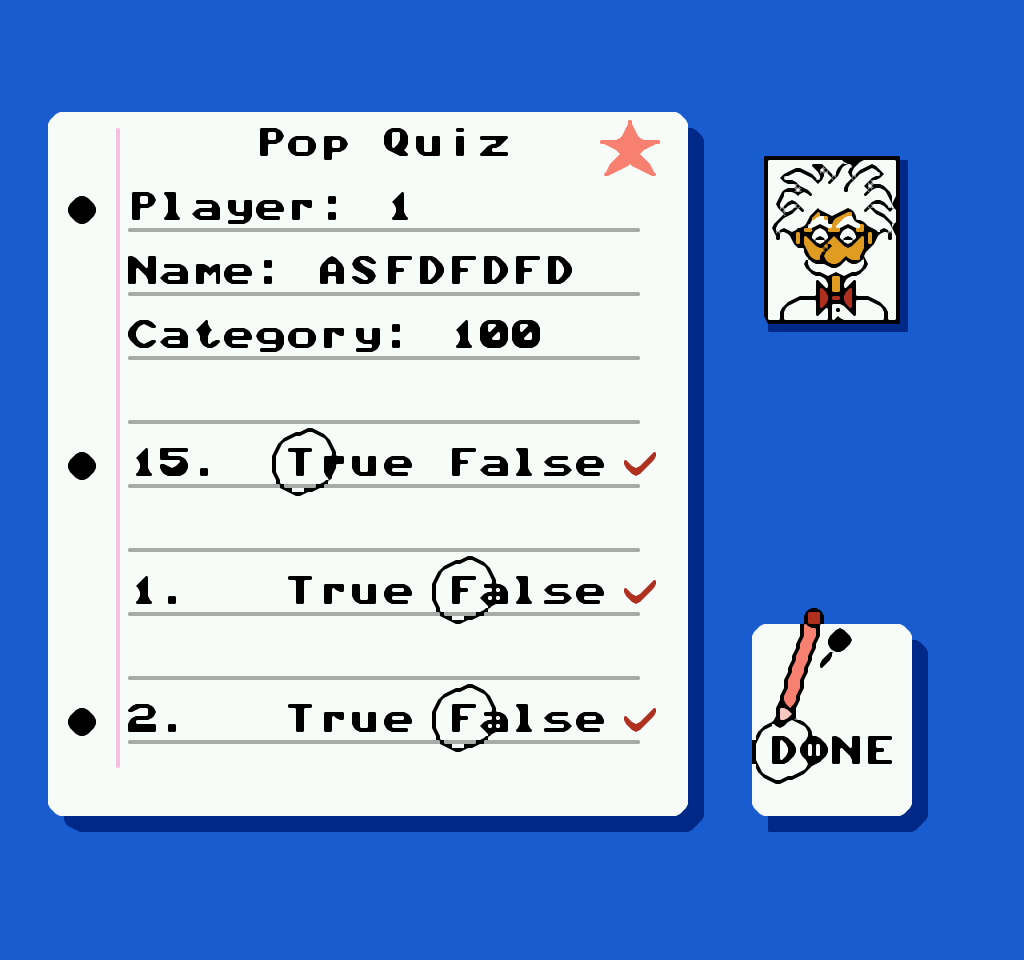 Pop Quiz
Player: 1
Name: ASFDFDFD
Category: 100
15. True False
1. True False
2. True False
DONE